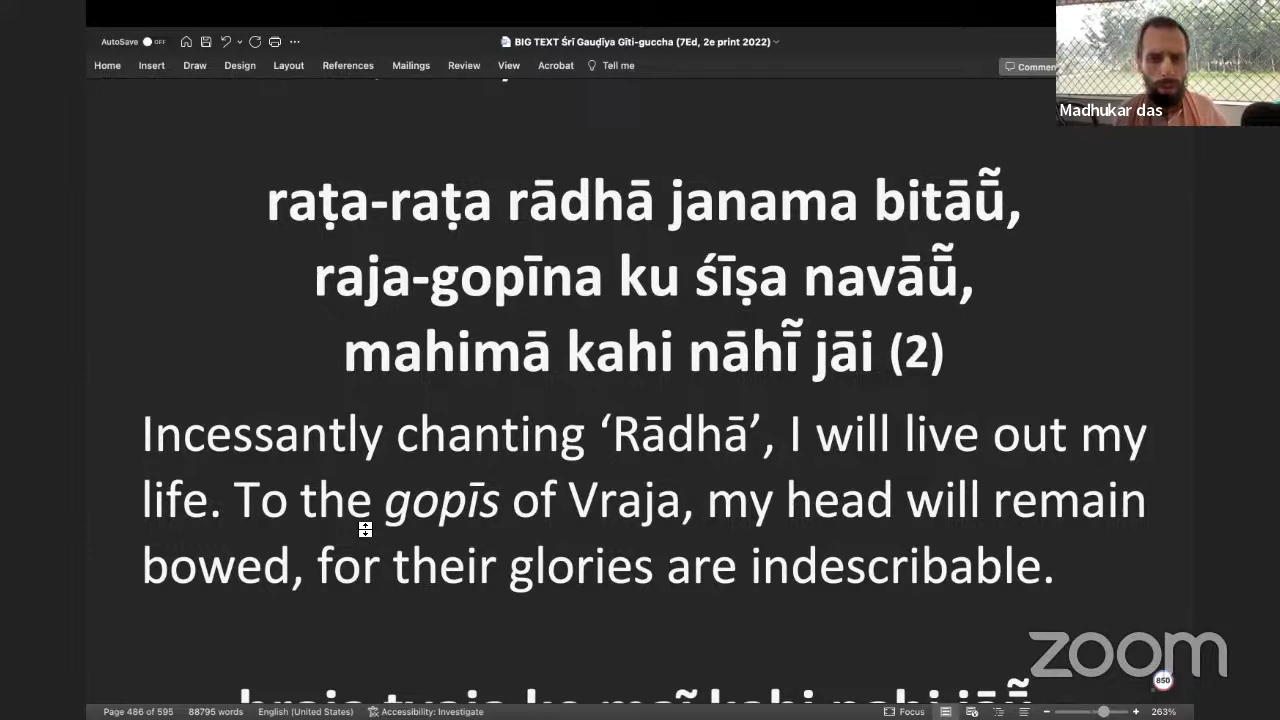 AutoSave OFF
BIG TEXT Śrī Gauḍīya Gīti-guccha (7Ed, 2e print 2022)
Home Insert Draw Design Layout References Mailings Review View Acrobat Tell me
Madhukar das
raṭa-raṭa rādhā janama bitāū̃,
raja-gopīna ku śīṣa navāū̃,
mahimā kahi nāhī̃ jāi (2)
Incessantly chanting ‘Rādhā’, I will live out my
life. To the gopīs of Vraja, my head will remain
bowed, for their glories are indescribable.
zoom
850
Page 486 of 595 88795 words English (United States) Accessibility: Investigate Focus 263%